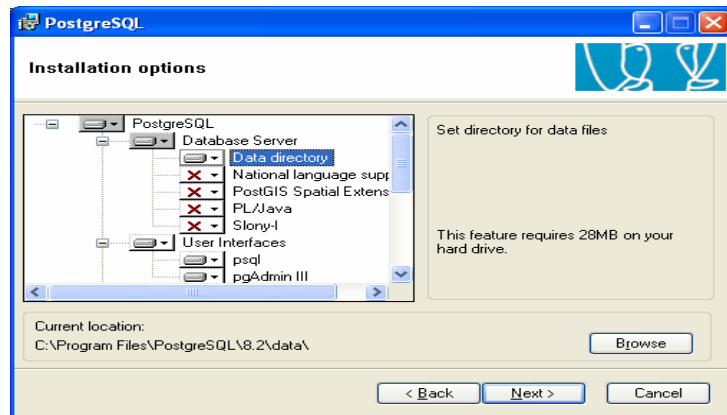 PostgreSQL
Installation options
PostgreSQL
Database Server
Data directory
National language supp
PostGIS Spatial Extens
PL/Java
Slony-I
User Interfaces
psql
pgAdmin III
Set directory for data files
This feature requires 28MB on your
hard drive.
Current location:
C:\Program Files\PostgreSQL\8.2\data\
Browse
< Back
Next >
Cancel